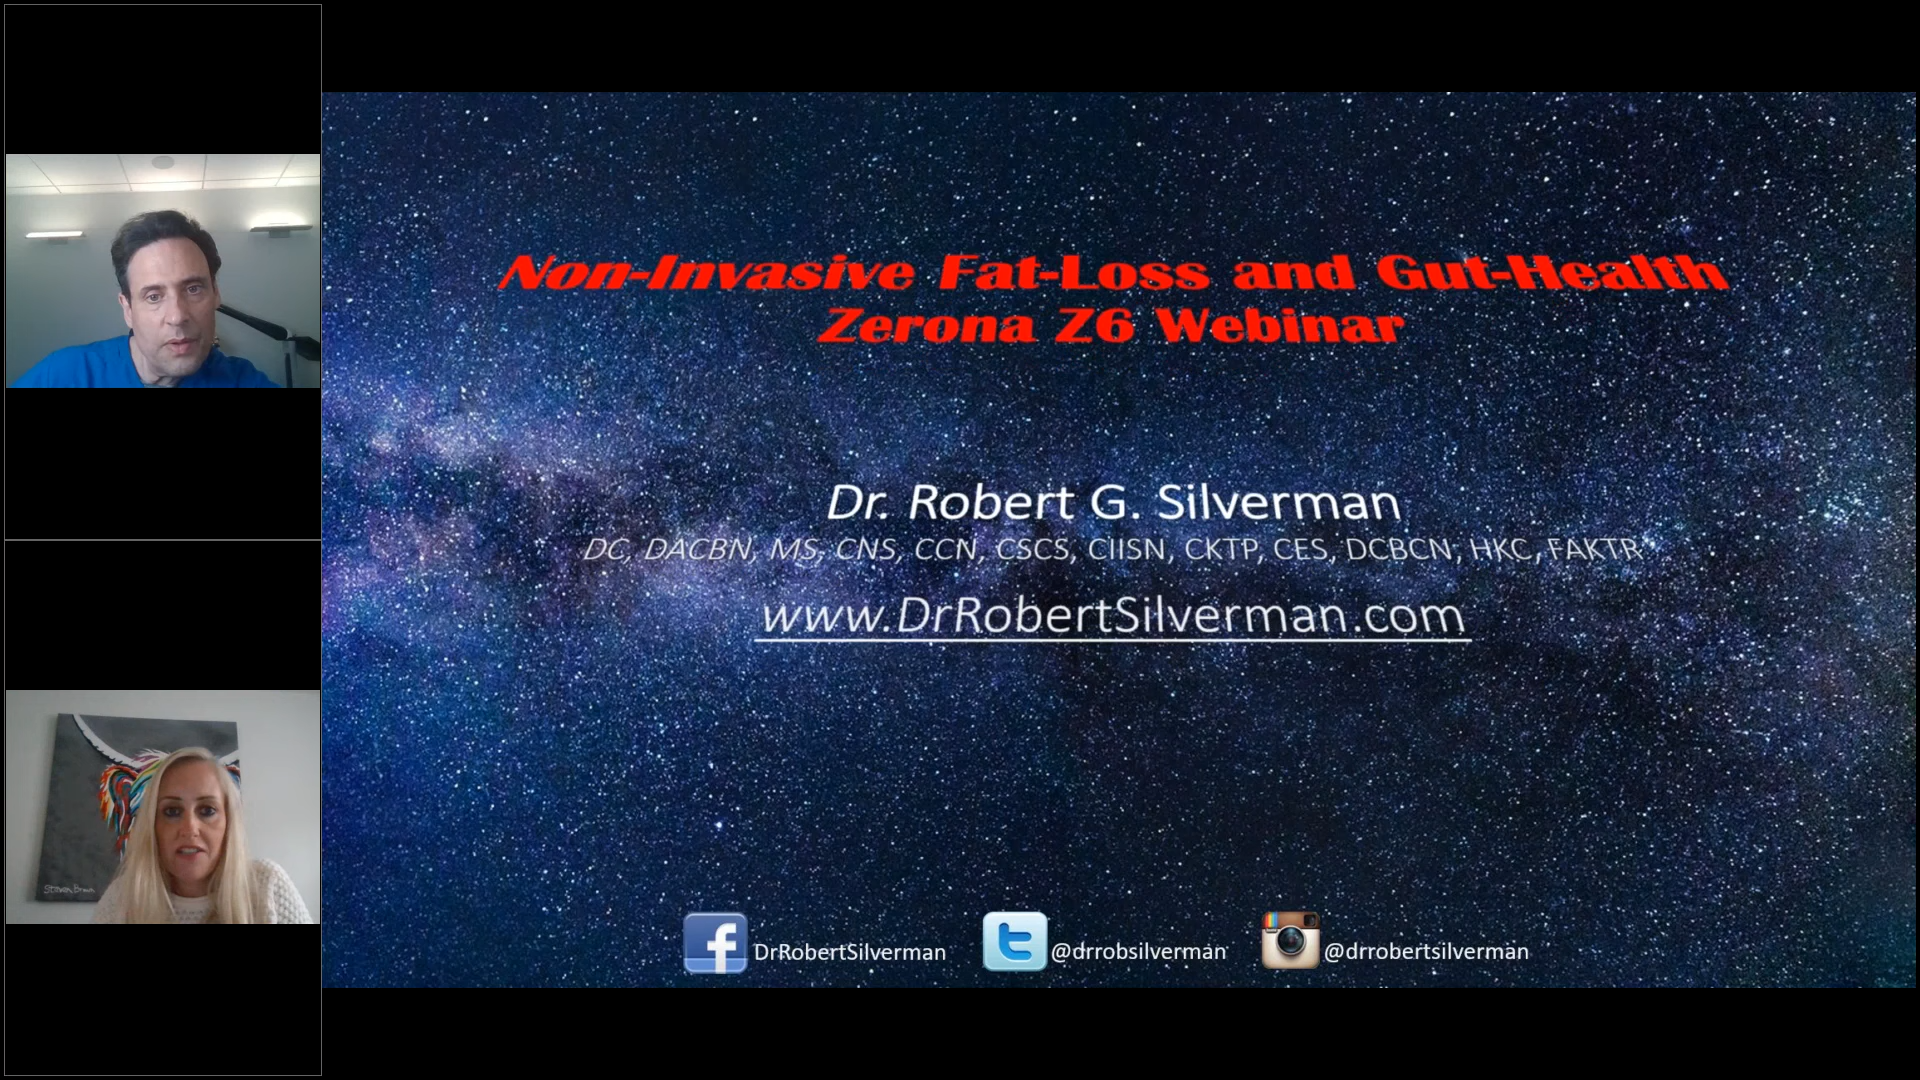 Non-Invasive Fat-Loss and Gut-Health
Zerona Z6 Webinar
Dr. Robert G. Silverman
DC, DACBN, MS, CNS, CCN, CSCS, CIISN, CKTP, CES, DCBCN, HKC, FAKTR
www.DrRobertSilverman.com
DrRobertSilverman
@drrobsilverman
@drrobertsilverman